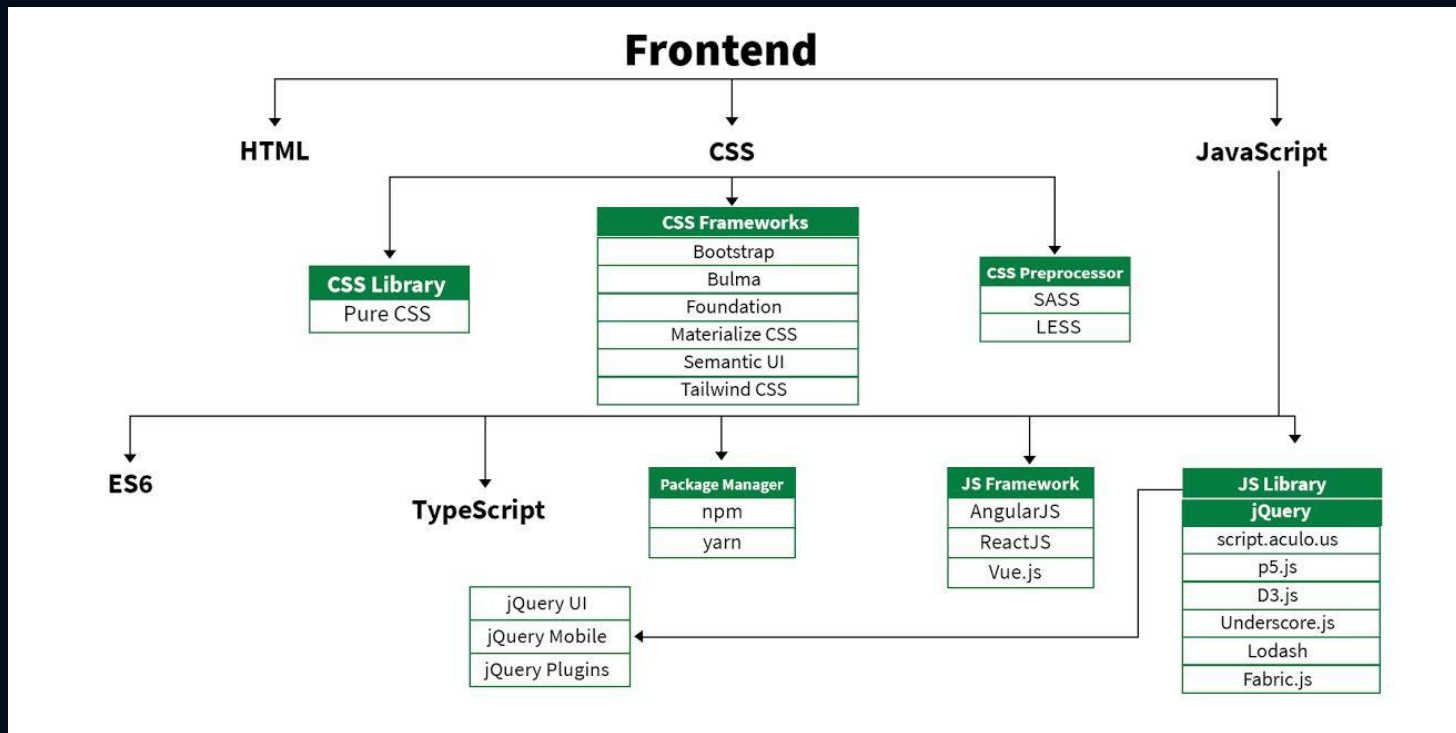 Frontend
HTML
CSS
JavaScript
CSS Library
Pure CSS
CSS Frameworks
Bootstrap
Bulma
Foundation
Materialize CSS
Semantic UI
Tailwind CSS
CSS Preprocessor
SASS
LESS
ES6
TypeScript
Package Manager
npm
yarn
JS Framework
AngularJS
ReactJS
Vue.js
JS Library
jQuery
script.aculo.us
p5.js
D3.js
Underscore.js
Lodash
Fabric.js
jQuery UI
jQuery Mobile
jQuery Plugins